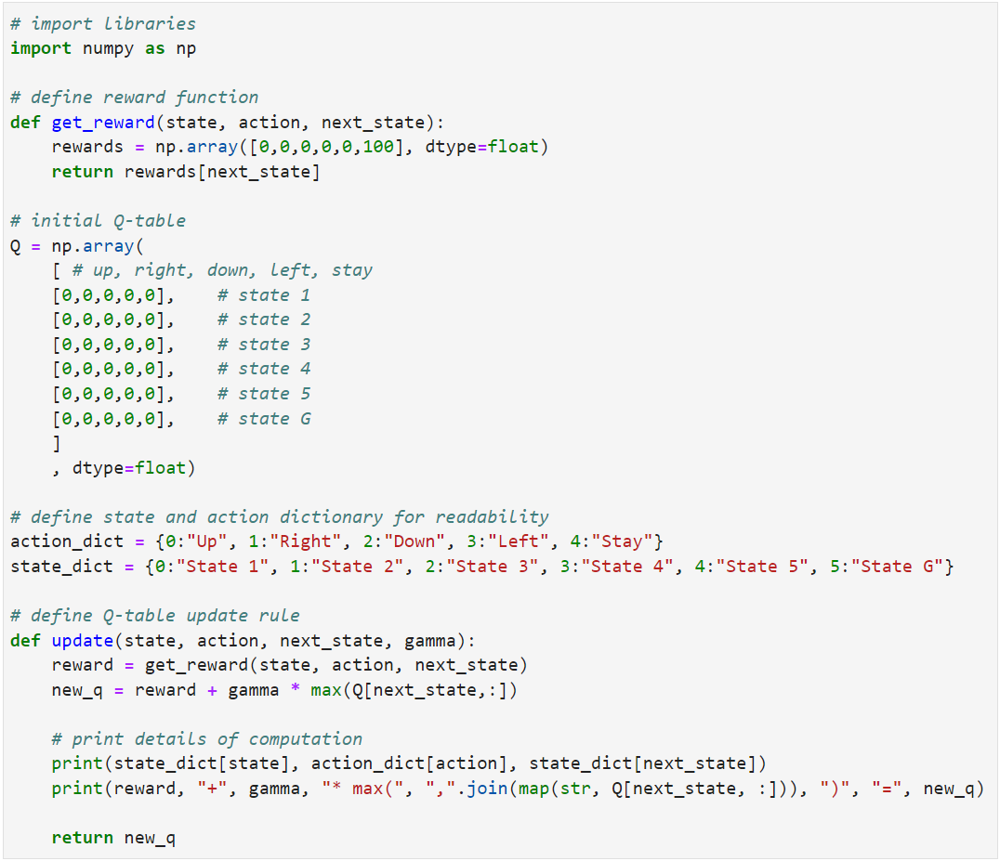 # import libraries
import numpy as np

# define reward function
def get_reward(state, action, next_state):
    rewards = np.array([0,0,0,0,0,100], dtype=float)
    return rewards[next_state]

# initial Q-table
Q = np.array(
    [ # up, right, down, left, stay
    [0,0,0,0,0],    # state 1
    [0,0,0,0,0],    # state 2
    [0,0,0,0,0],    # state 3
    [0,0,0,0,0],    # state 4
    [0,0,0,0,0],    # state 5
    [0,0,0,0,0],    # state G
    ]
    , dtype=float)

# define state and action dictionary for readability
action_dict = {0:"Up", 1:"Right", 2:"Down", 3:"Left", 4:"Stay"}
state_dict = {0:"State 1", 1:"State 2", 2:"State 3", 3:"State 4", 4:"State 5", 5:"State G"}

# define Q-table update rule
def update(state, action, next_state, gamma):
    reward = get_reward(state, action, next_state)
    new_q = reward + gamma * max(Q[next_state,:])

    # print details of computation
    print(state_dict[state], action_dict[action], state_dict[next_state])
    print(reward, "+", gamma, "* max(", ",".join(map(str, Q[next_state, :])), ")", "=", new_q)

    return new_q